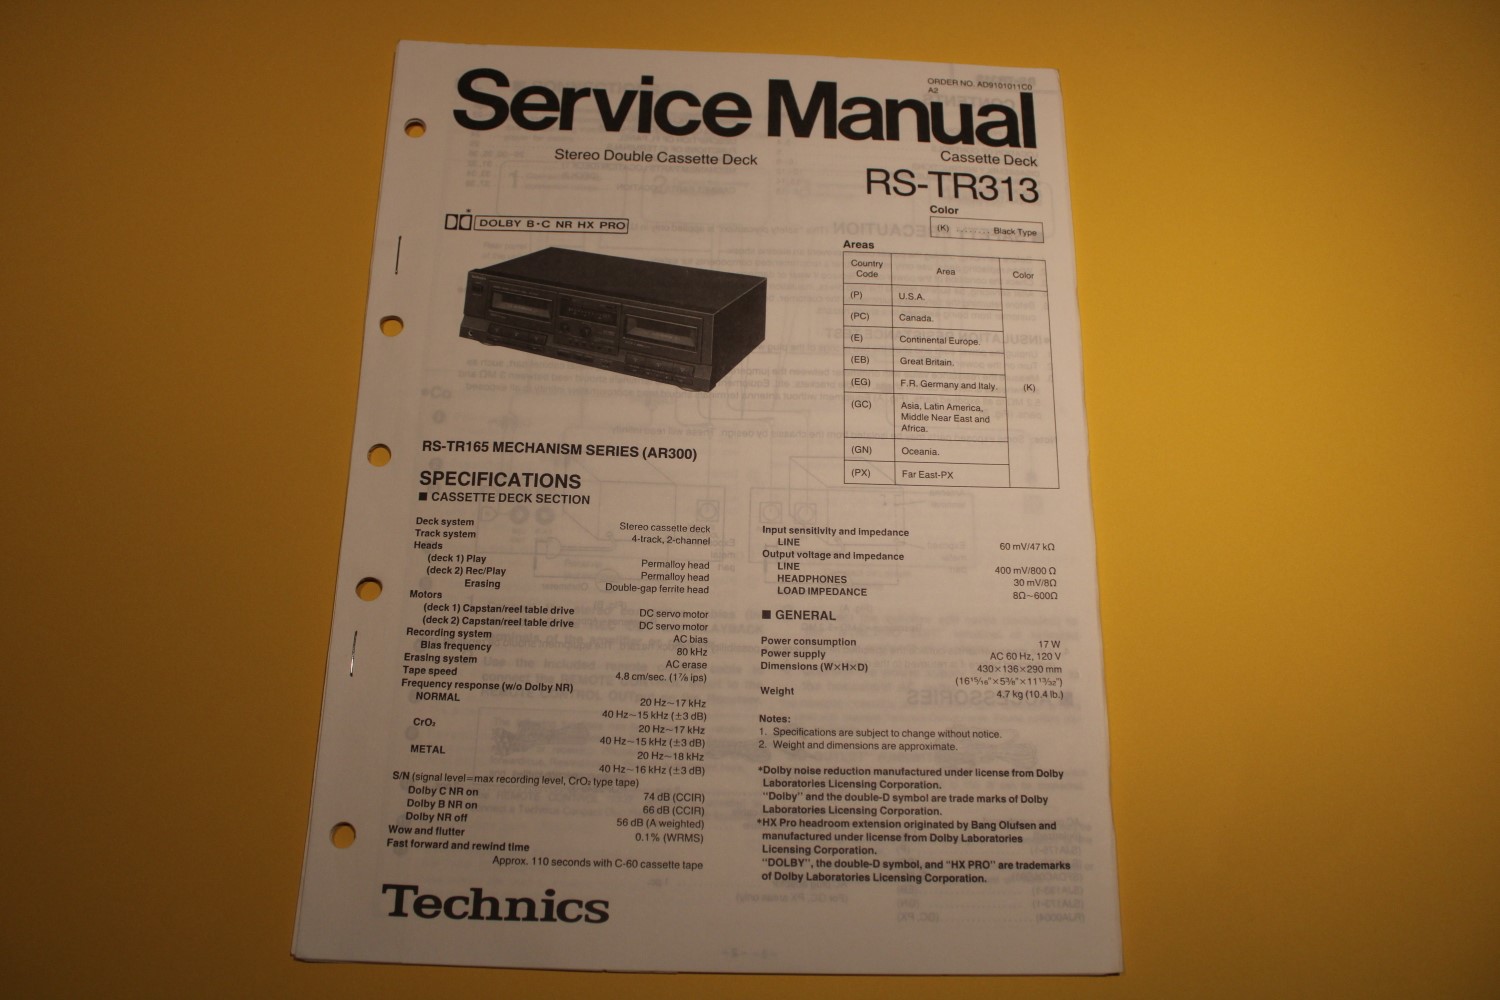 ORDER NO. AD9101011C0
A2
Service Manual
Stereo Double Cassette Deck
Cassette Deck
RS-TR313
Color
(K) ......... Black Type
DOLBY B·C NR HX PRO
Areas
Country Code Area Color
(P) U.S.A.
(PC) Canada.
(E) Continental Europe.
(EB) Great Britain.
(EG) F.R. Germany and Italy. (K)
(GC) Asia, Latin America,
Middle Near East and
Africa.
(GN) Oceania.
(PX) Far East-PX
RS-TR165 MECHANISM SERIES (AR300)
SPECIFICATIONS
■ CASSETTE DECK SECTION
Deck system Stereo cassette deck
Track system 4-track, 2-channel
Heads
(deck 1) Play Permalloy head
(deck 2) Rec/Play Permalloy head
Erasing Double-gap ferrite head
Motors
(deck 1) Capstan/reel table drive DC servo motor
(deck 2) Capstan/reel table drive DC servo motor
Recording system AC bias
Bias frequency 80 kHz
Erasing system AC erase
Tape speed 4.8 cm/sec. (1⅞ ips)
Frequency response (w/o Dolby NR)
NORMAL 20 Hz~17 kHz
40 Hz~15 kHz (±3 dB)
CrO₂ 20 Hz~17 kHz
40 Hz~15 kHz (±3 dB)
METAL 20 Hz~18 kHz
40 Hz~16 kHz (±3 dB)
S/N (signal level=max recording level, CrO₂ type tape)
Dolby C NR on 74 dB (CCIR)
Dolby B NR on 66 dB (CCIR)
Dolby NR off 56 dB (A weighted)
Wow and flutter 0.1% (WRMS)
Fast forward and rewind time
Approx. 110 seconds with C-60 cassette tape
Input sensitivity and impedance
LINE 60 mV/47 kΩ
Output voltage and impedance
LINE 400 mV/800 Ω
HEADPHONES 30 mV/8Ω
LOAD IMPEDANCE 8Ω~600Ω
■ GENERAL
Power consumption 17 W
Power supply AC 60 Hz, 120 V
Dimensions (W×H×D) 430×136×290 mm
(16¹⁵⁄₁₆"×5⅜"×11¹³⁄₃₂")
Weight 4.7 kg (10.4 lb.)
Notes:
1. Specifications are subject to change without notice.
2. Weight and dimensions are approximate.
*Dolby noise reduction manufactured under license from Dolby
Laboratories Licensing Corporation.
"Dolby" and the double-D symbol are trade marks of Dolby
Laboratories Licensing Corporation.
*HX Pro headroom extension originated by Bang Olufsen and
manufactured under license from Dolby Laboratories
Licensing Corporation.
"DOLBY", the double-D symbol, and "HX PRO" are trademarks
of Dolby Laboratories Licensing Corporation.
Technics